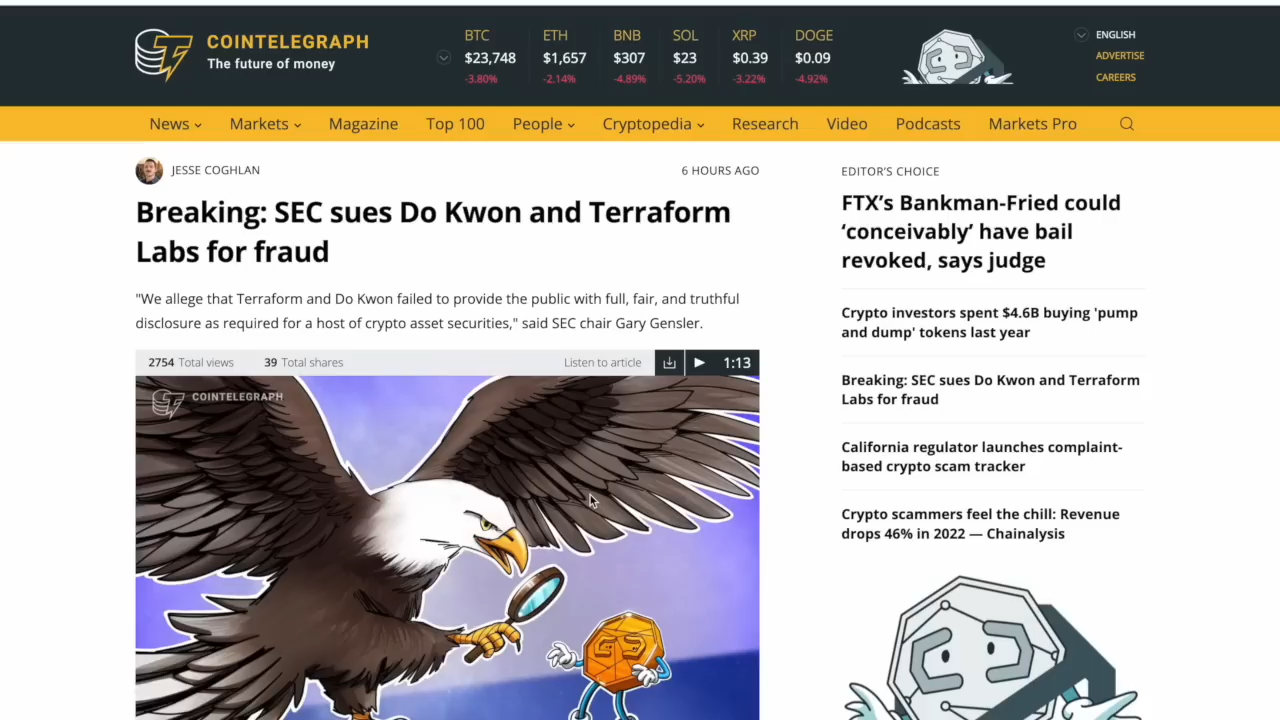 COINTELEGRAPH
The future of money
BTC ETH BNB SOL XRP DOGE
$23,748 $1,657 $307 $23 $0.39 $0.09
-3.80% -2.14% -4.89% -5.20% -3.22% -4.92%
ENGLISH
ADVERTISE
CAREERS
News Markets Magazine Top 100 People Cryptopedia Research Video Podcasts Markets Pro
JESSE COGHLAN 6 HOURS AGO
Breaking: SEC sues Do Kwon and Terraform
Labs for fraud
"We allege that Terraform and Do Kwon failed to provide the public with full, fair, and truthful
disclosure as required for a host of crypto asset securities," said SEC chair Gary Gensler.
2754 Total views 39 Total shares Listen to article 1:13
COINTELEGRAPH
EDITOR'S CHOICE
FTX’s Bankman-Fried could
‘conceivably’ have bail
revoked, says judge
Crypto investors spent $4.6B buying 'pump
and dump' tokens last year
Breaking: SEC sues Do Kwon and Terraform
Labs for fraud
California regulator launches complaint-
based crypto scam tracker
Crypto scammers feel the chill: Revenue
drops 46% in 2022 — Chainalysis